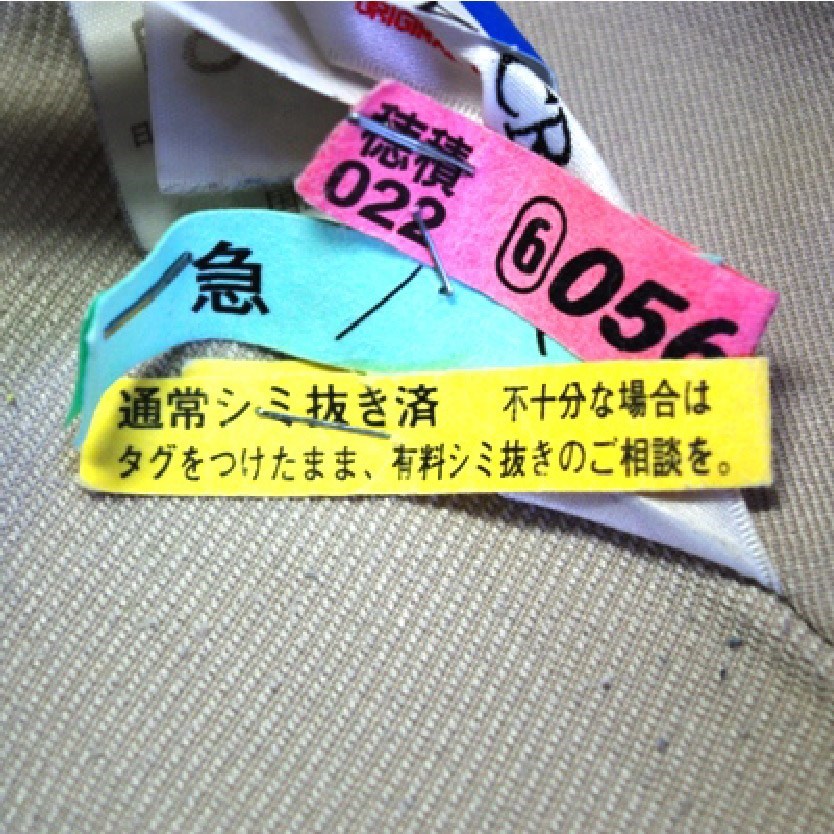 穂積
022
⑥056
急
通常シミ抜き済 不十分な場合は
タグをつけたまま、有料シミ抜きのご相談を。